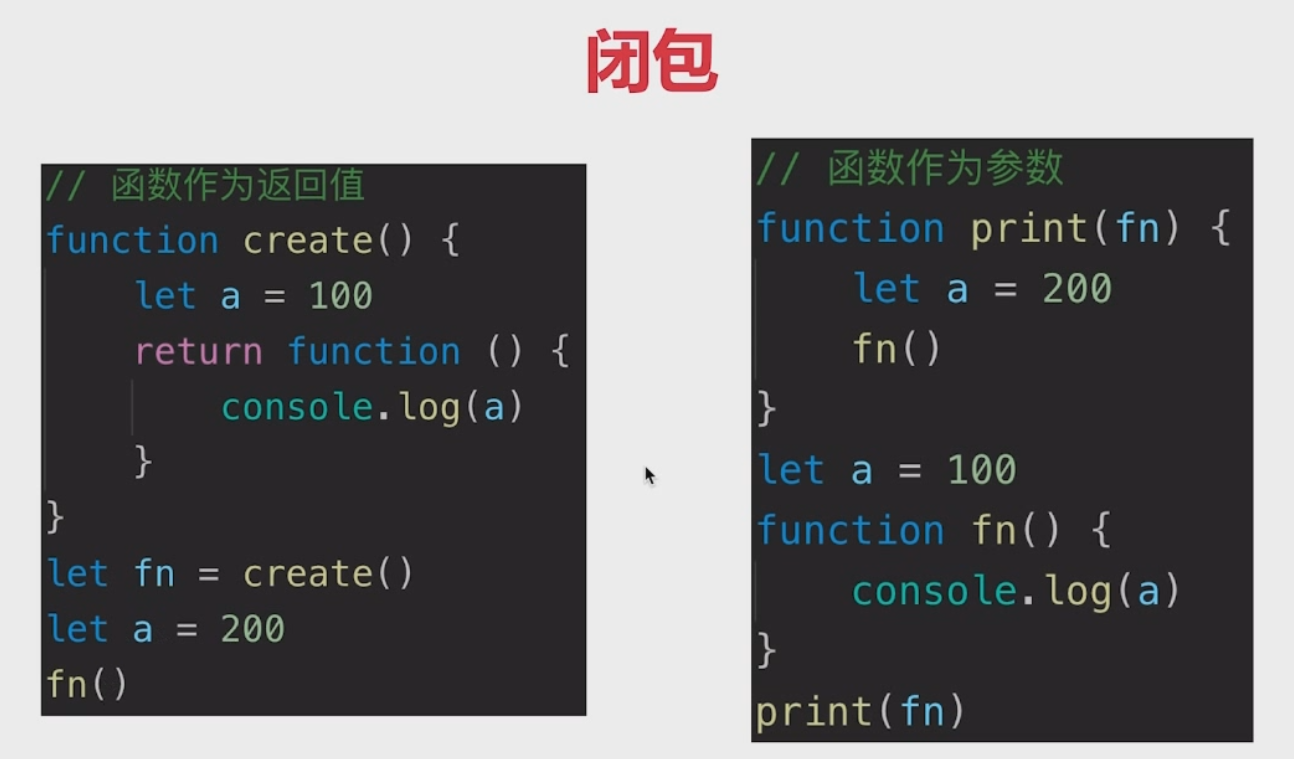 闭包
// 函数作为返回值
function create() {
    let a = 100
    return function () {
        console.log(a)
    }
}
let fn = create()
let a = 200
fn()
// 函数作为参数
function print(fn) {
    let a = 200
    fn()
}
let a = 100
function fn() {
    console.log(a)
}
print(fn)